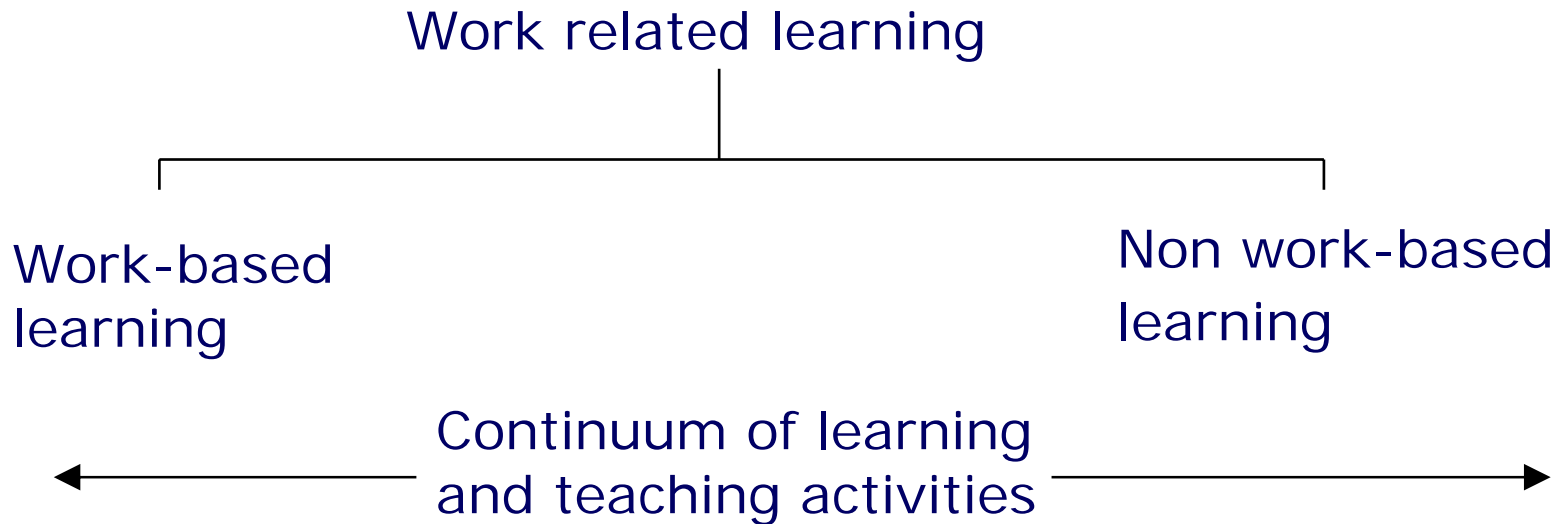 Work related learning
Work-based
learning
Non work-based
learning
Continuum of learning
and teaching activities